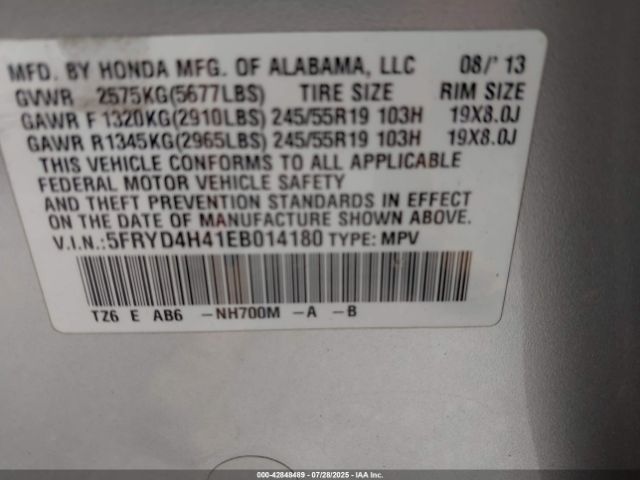 MFD. BY HONDA MFG. OF ALABAMA, LLC 08/'13
GVWR 2575KG(5677LBS) TIRE SIZE RIM SIZE
GAWR F 1320KG(2910LBS) 245/55R19 103H 19X8.0J
GAWR R1345KG(2965LBS) 245/55R19 103H 19X8.0J
THIS VEHICLE CONFORMS TO ALL APPLICABLE
FEDERAL MOTOR VEHICLE SAFETY
AND THEFT PREVENTION STANDARDS IN EFFECT
ON THE DATE OF MANUFACTURE SHOWN ABOVE.
V.I.N.:5FRYD4H41EB014180 TYPE: MPV
TZ6 E AB6 -NH700M -A -B
000-42848489 - 07/28/2025 - IAA Inc.